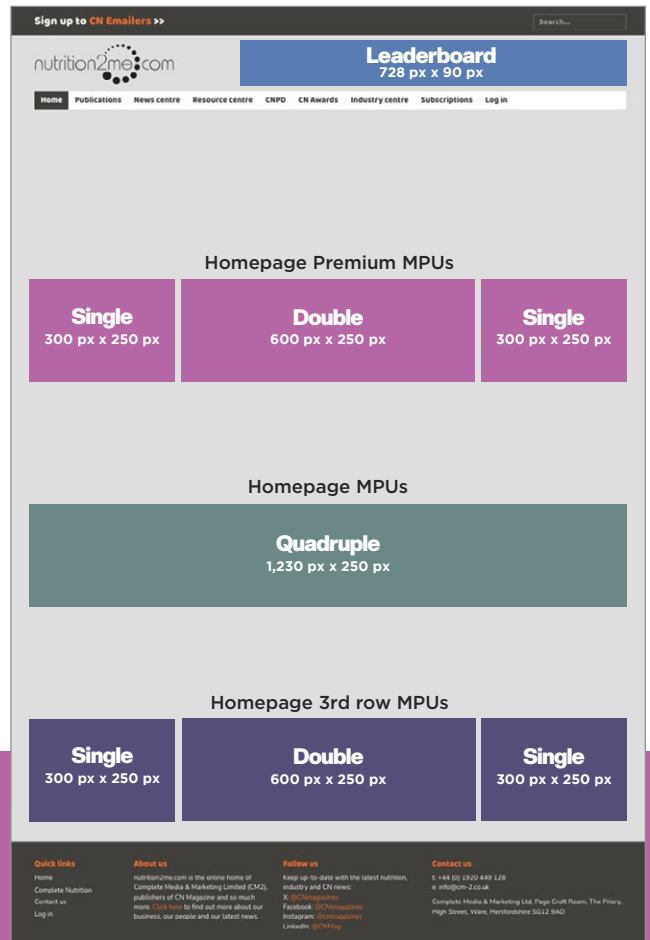 Sign up to CN Emailers >>
Search...
nutrition2me.com
Leaderboard
728 px x 90 px
Home Publications News centre Resource centre CNPD CN Awards Industry centre Subscriptions Log in
Homepage Premium MPUs
Single
300 px x 250 px
Double
600 px x 250 px
Single
300 px x 250 px
Homepage MPUs
Quadruple
1,230 px x 250 px
Homepage 3rd row MPUs
Single
300 px x 250 px
Double
600 px x 250 px
Single
300 px x 250 px
Quick links
Home
Complete Nutrition
Contact us
Log in
About us
nutrition2me.com is the online home of
Complete Media & Marketing Limited (CM2),
publishers of CN Magazine and so much
more. Click here to find out more about our
business, our people and our latest news.
Follow us
Keep up-to-date with the latest nutrition,
industry and CN news:
X: @CNmagazines
Facebook: @CNmagazines
Instagram: @cnmagazines
LinkedIn: @CNMag
Contact us
t: +44 (0) 1920 449 128
e: info@cm-2.co.uk
Complete Media & Marketing Ltd, Page Croft Room, The Priory,
High Street, Ware, Hertfordshire SG12 9AD